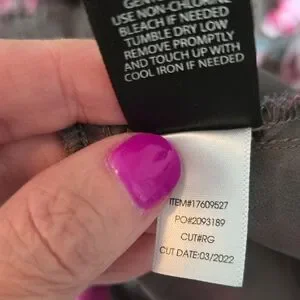 USE NON-CHLORINE
BLEACH IF NEEDED
TUMBLE DRY LOW
REMOVE PROMPTLY
AND TOUCH UP WITH
COOL IRON IF NEEDED
ITEM#17609527
PO#2093189
CUT#RG
CUT DATE:03/2022